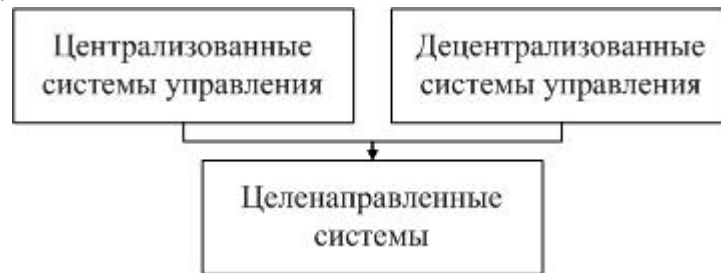 Централизованные
системы управления
Децентрализованные
системы управления
Целенаправленные
системы